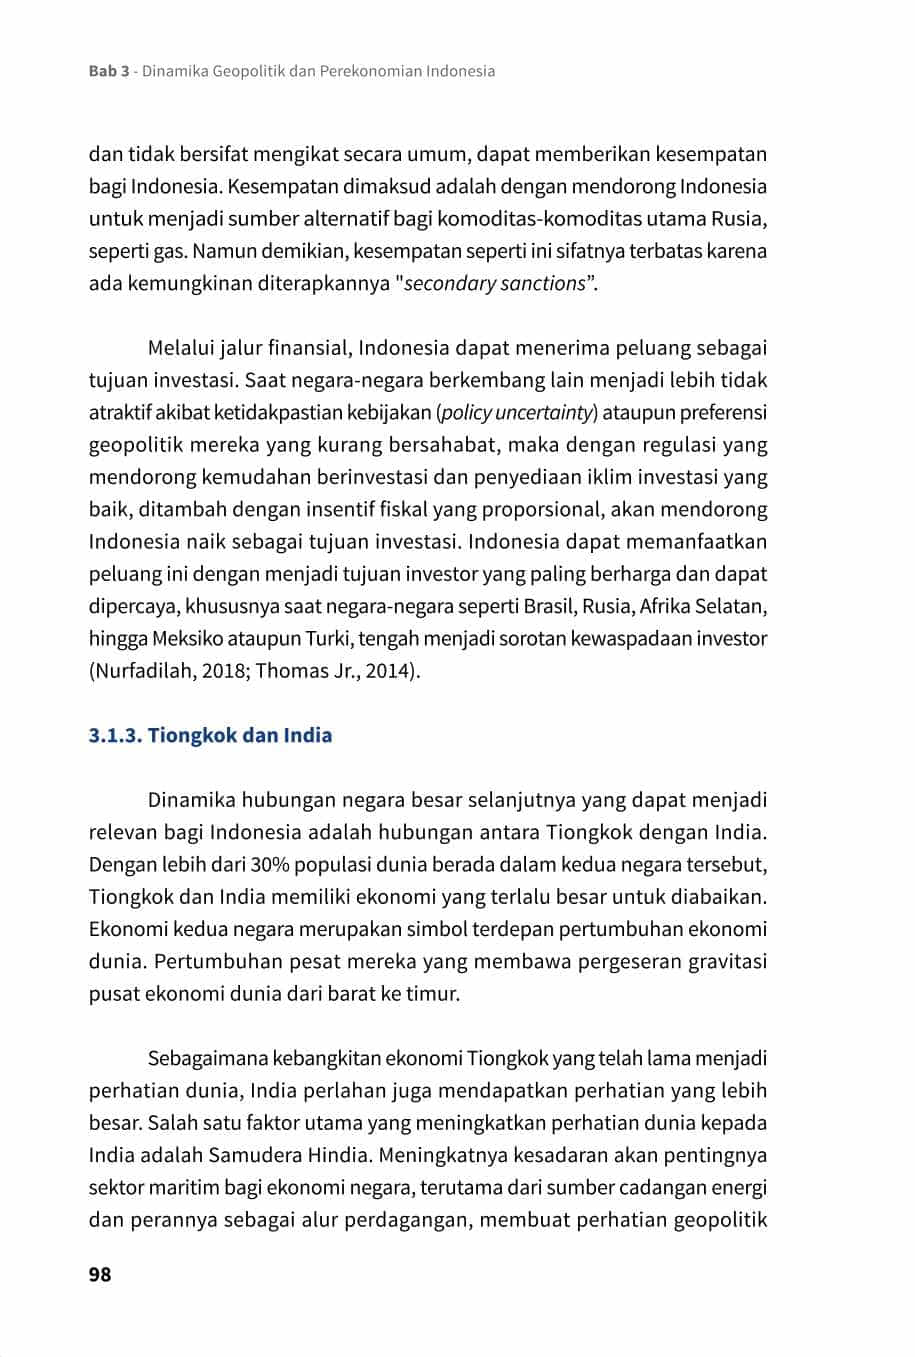 Bab 3 - Dinamika Geopolitik dan Perekonomian Indonesia
dan tidak bersifat mengikat secara umum, dapat memberikan kesempatan
bagi Indonesia. Kesempatan dimaksud adalah dengan mendorong Indonesia
untuk menjadi sumber alternatif bagi komoditas-komoditas utama Rusia,
seperti gas. Namun demikian, kesempatan seperti ini sifatnya terbatas karena
ada kemungkinan diterapkannya "secondary sanctions”.
Melalui jalur finansial, Indonesia dapat menerima peluang sebagai
tujuan investasi. Saat negara-negara berkembang lain menjadi lebih tidak
atraktif akibat ketidakpastian kebijakan (policy uncertainty) ataupun preferensi
geopolitik mereka yang kurang bersahabat, maka dengan regulasi yang
mendorong kemudahan berinvestasi dan penyediaan iklim investasi yang
baik, ditambah dengan insentif fiskal yang proporsional, akan mendorong
Indonesia naik sebagai tujuan investasi. Indonesia dapat memanfaatkan
peluang ini dengan menjadi tujuan investor yang paling berharga dan dapat
dipercaya, khususnya saat negara-negara seperti Brasil, Rusia, Afrika Selatan,
hingga Meksiko ataupun Turki, tengah menjadi sorotan kewaspadaan investor
(Nurfadilah, 2018; Thomas Jr., 2014).
3.1.3. Tiongkok dan India
Dinamika hubungan negara besar selanjutnya yang dapat menjadi
relevan bagi Indonesia adalah hubungan antara Tiongkok dengan India.
Dengan lebih dari 30% populasi dunia berada dalam kedua negara tersebut,
Tiongkok dan India memiliki ekonomi yang terlalu besar untuk diabaikan.
Ekonomi kedua negara merupakan simbol terdepan pertumbuhan ekonomi
dunia. Pertumbuhan pesat mereka yang membawa pergeseran gravitasi
pusat ekonomi dunia dari barat ke timur.
Sebagaimana kebangkitan ekonomi Tiongkok yang telah lama menjadi
perhatian dunia, India perlahan juga mendapatkan perhatian yang lebih
besar. Salah satu faktor utama yang meningkatkan perhatian dunia kepada
India adalah Samudera Hindia. Meningkatnya kesadaran akan pentingnya
sektor maritim bagi ekonomi negara, terutama dari sumber cadangan energi
dan perannya sebagai alur perdagangan, membuat perhatian geopolitik
98